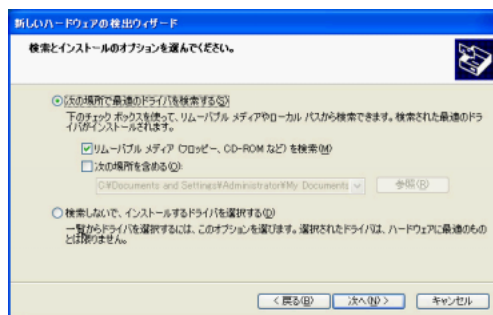 新しいハードウェアの検出ウィザード
検索とインストールのオプションを選んでください。
次の場所で最適のドライバを検索する(S)
下のチェック ボックスを使って、リムーバブル メディアやローカル パスから検索できます。検索された最適のドラ
イバがインストールされます。
リムーバブル メディア (フロッピー、CD-ROM など) を検索(M)
次の場所を含める(O):
C:¥Documents and Settings¥Administrator¥My Documents
参照(R)
検索しないで、インストールするドライバを選択する(D)
一覧からドライバを選択するには、このオプションを選びます。選択されたドライバは、ハードウェアに最適のもの
とは限りません。
< 戻る(B)
次へ(N) >
キャンセル